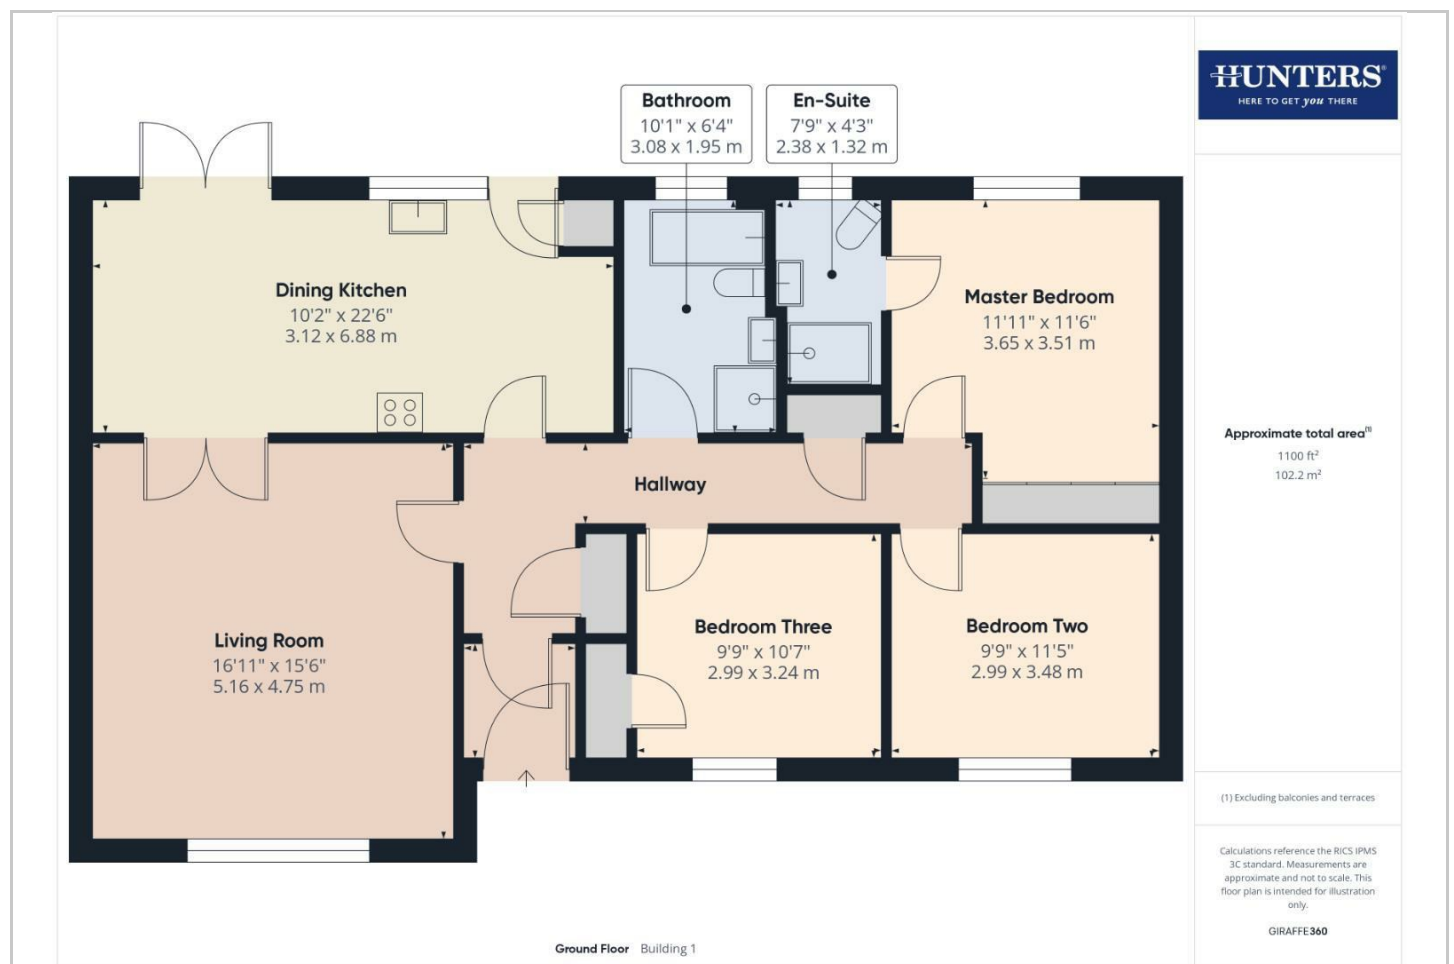 Bathroom
10'1" x 6'4"
3.08 x 1.95 m
En-Suite
7'9" x 4'3"
2.38 x 1.32 m
HUNTERS®
HERE TO GET you THERE
Dining Kitchen
10'2" x 22'6"
3.12 x 6.88 m
Master Bedroom
11'11" x 11'6"
3.65 x 3.51 m
Hallway
Living Room
16'11" x 15'6"
5.16 x 4.75 m
Bedroom Three
9'9" x 10'7"
2.99 x 3.24 m
Bedroom Two
9'9" x 11'5"
2.99 x 3.48 m
Approximate total area(1)
1100 ft²
102.2 m²
(1) Excluding balconies and terraces
Calculations reference the RICS IPMS
3C standard. Measurements are
approximate and not to scale. This
floor plan is intended for illustration
only.
GIRAFFE360
Ground Floor Building 1